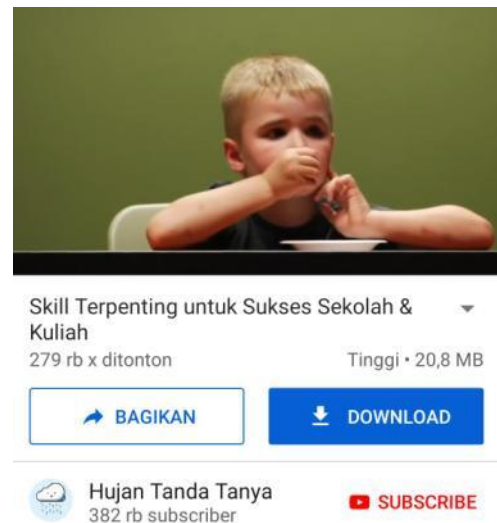 Skill Terpenting untuk Sukses Sekolah &
Kuliah
279 rb x ditonton
Tinggi • 20,8 MB
BAGIKAN
DOWNLOAD
Hujan Tanda Tanya
382 rb subscriber
SUBSCRIBE